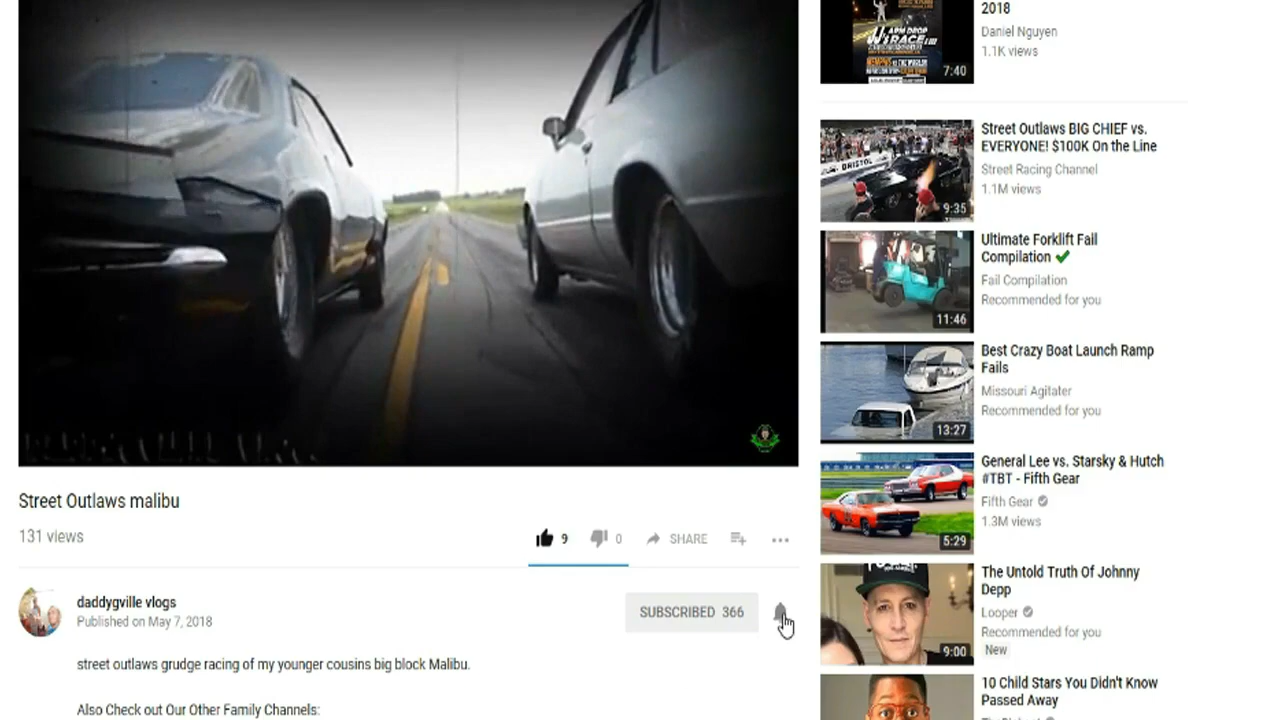 Street Outlaws malibu
131 views
9
0
SHARE
daddygville vlogs
Published on May 7, 2018
SUBSCRIBED 366
street outlaws grudge racing of my younger cousins big block Malibu.
Also Check out Our Other Family Channels:
ARM DROP
RACE
7:40
2018
Daniel Nguyen
1.1K views
BRISTOL
9:35
Street Outlaws BIG CHIEF vs.
EVERYONE! $100K On the Line
Street Racing Channel
1.1M views
11:46
Ultimate Forklift Fail
Compilation
Fail Compilation
Recommended for you
13:27
Best Crazy Boat Launch Ramp
Fails
Missouri Agitater
Recommended for you
5:29
General Lee vs. Starsky & Hutch
#TBT - Fifth Gear
Fifth Gear
1.3M views
9:00
The Untold Truth Of Johnny
Depp
Looper
Recommended for you
New
10 Child Stars You Didn't Know
Passed Away